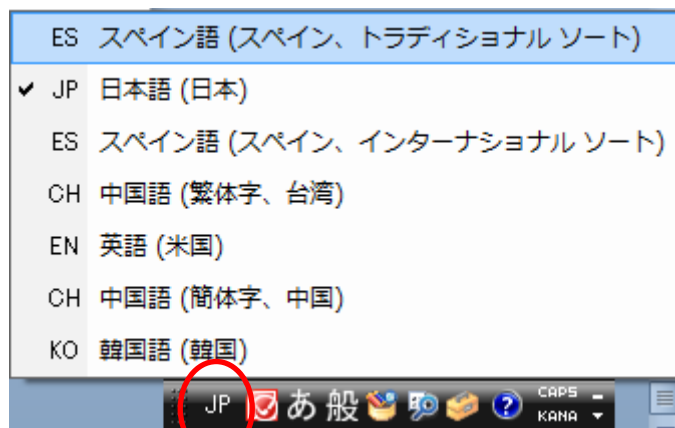 ES スペイン語 (スペイン、トラディショナル ソート)
JP 日本語 (日本)
ES スペイン語 (スペイン、インターナショナル ソート)
CH 中国語 (繁体字、台湾)
EN 英語 (米国)
CH 中国語 (簡体字、中国)
KO 韓国語 (韓国)
JP あ 般 ? CAPS
KANA